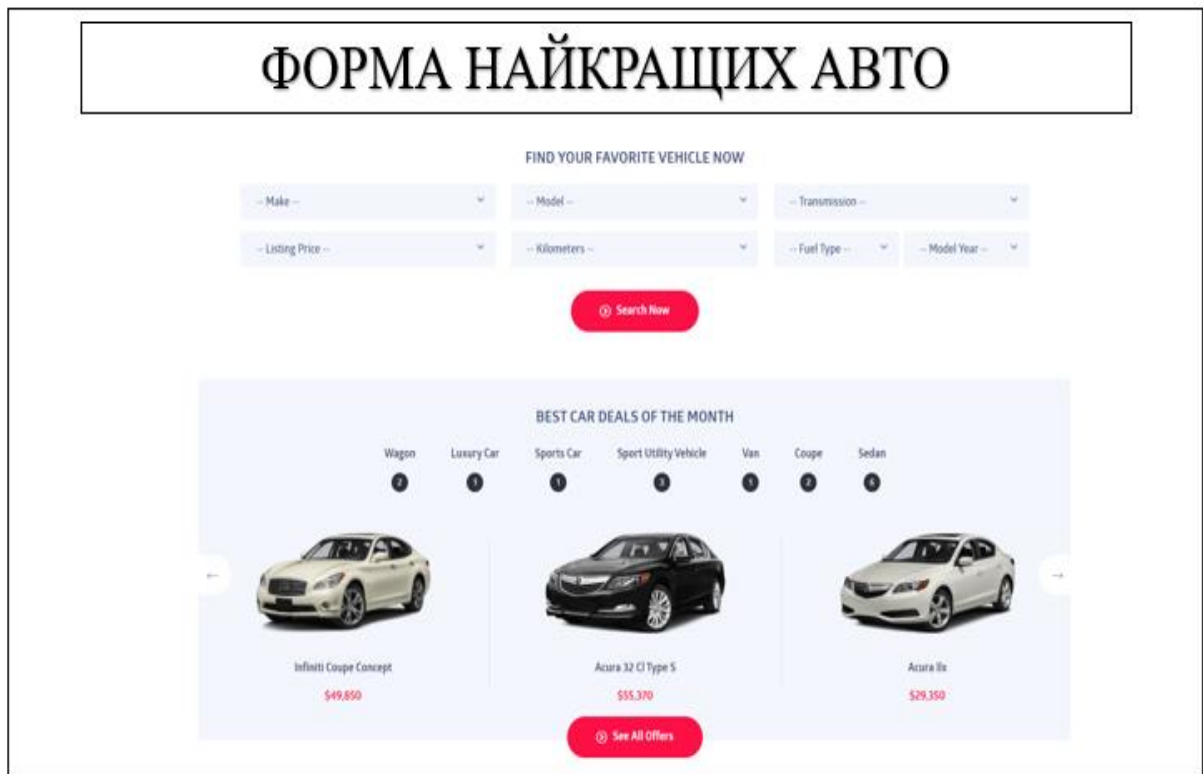 ФОРМА НАЙКРАЩИХ АВТО
FIND YOUR FAVORITE VEHICLE NOW
-- Make -- -- Model -- -- Transmission --
-- Listing Price -- -- Kilometers -- -- Fuel Type -- -- Model Year --
Search Now
BEST CAR DEALS OF THE MONTH
Wagon Luxury Car Sports Car Sport Utility Vehicle Van Coupe Sedan
2 1 1 3 1 2 6
Infiniti Coupe Concept Acura 32 Cl Type S Acura Ilx
$49,850 $55,370 $29,350
See All Offers